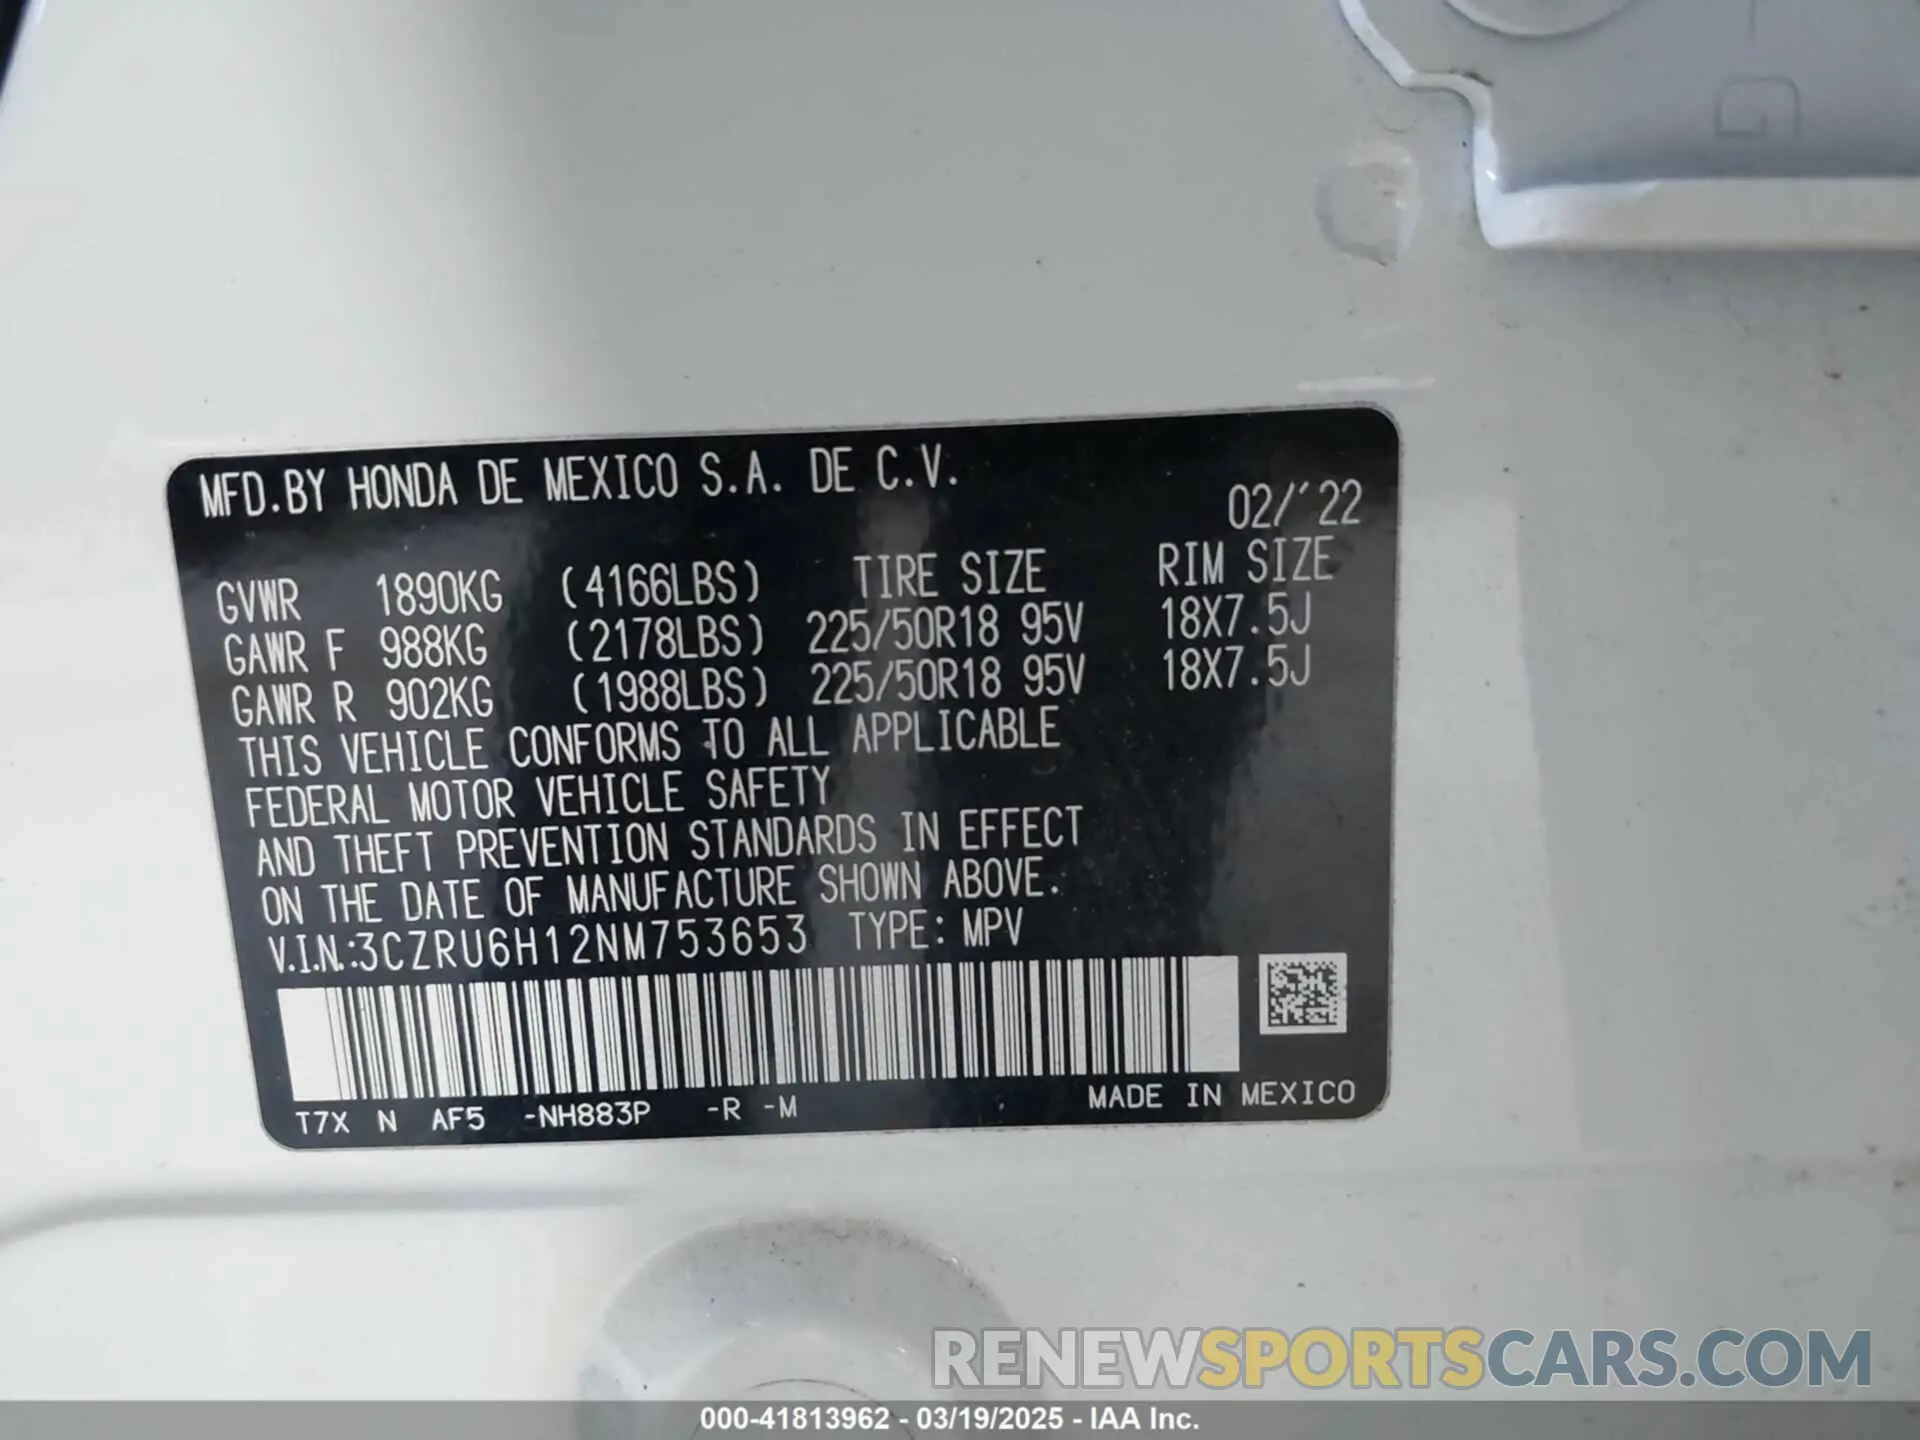 MFD.BY HONDA DE MEXICO S.A. DE C.V.
02/'22
GVWR 1890KG (4166LBS) TIRE SIZE RIM SIZE
GAWR F 988KG (2178LBS) 225/50R18 95V 18X7.5J
GAWR R 902KG (1988LBS) 225/50R18 95V 18X7.5J
THIS VEHICLE CONFORMS TO ALL APPLICABLE
FEDERAL MOTOR VEHICLE SAFETY
AND THEFT PREVENTION STANDARDS IN EFFECT
ON THE DATE OF MANUFACTURE SHOWN ABOVE.
V.I.N.:3CZRU6H12NM753653 TYPE: MPV
T7X N AF5 -NH883P -R -M MADE IN MEXICO
RENEWSPORTSCARS.COM
000-41813962 - 03/19/2025 - IAA Inc.